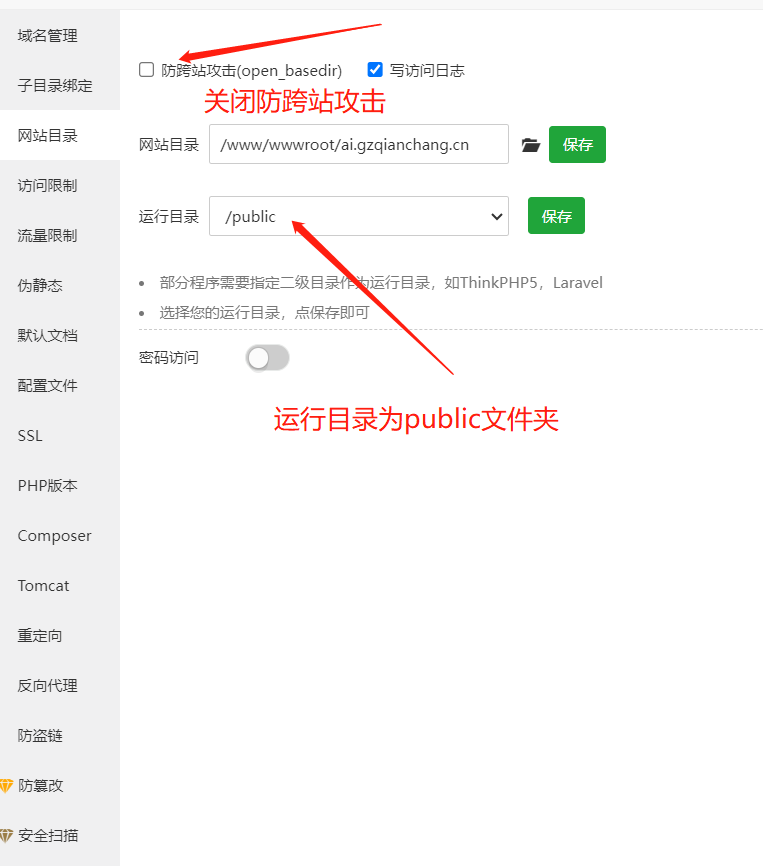 域名管理
子目录绑定
网站目录
访问限制
流量限制
伪静态
默认文档
配置文件
SSL
PHP版本
Composer
Tomcat
重定向
反向代理
防盗链
防篡改
安全扫描
防跨站攻击(open_basedir) 写访问日志
关闭防跨站攻击
网站目录 /www/wwwroot/ai.gzqianchang.cn 保存
运行目录 /public 保存
部分程序需要指定二级目录作为运行目录，如ThinkPHP5，Laravel
选择您的运行目录，点保存即可
密码访问
运行目录为public文件夹